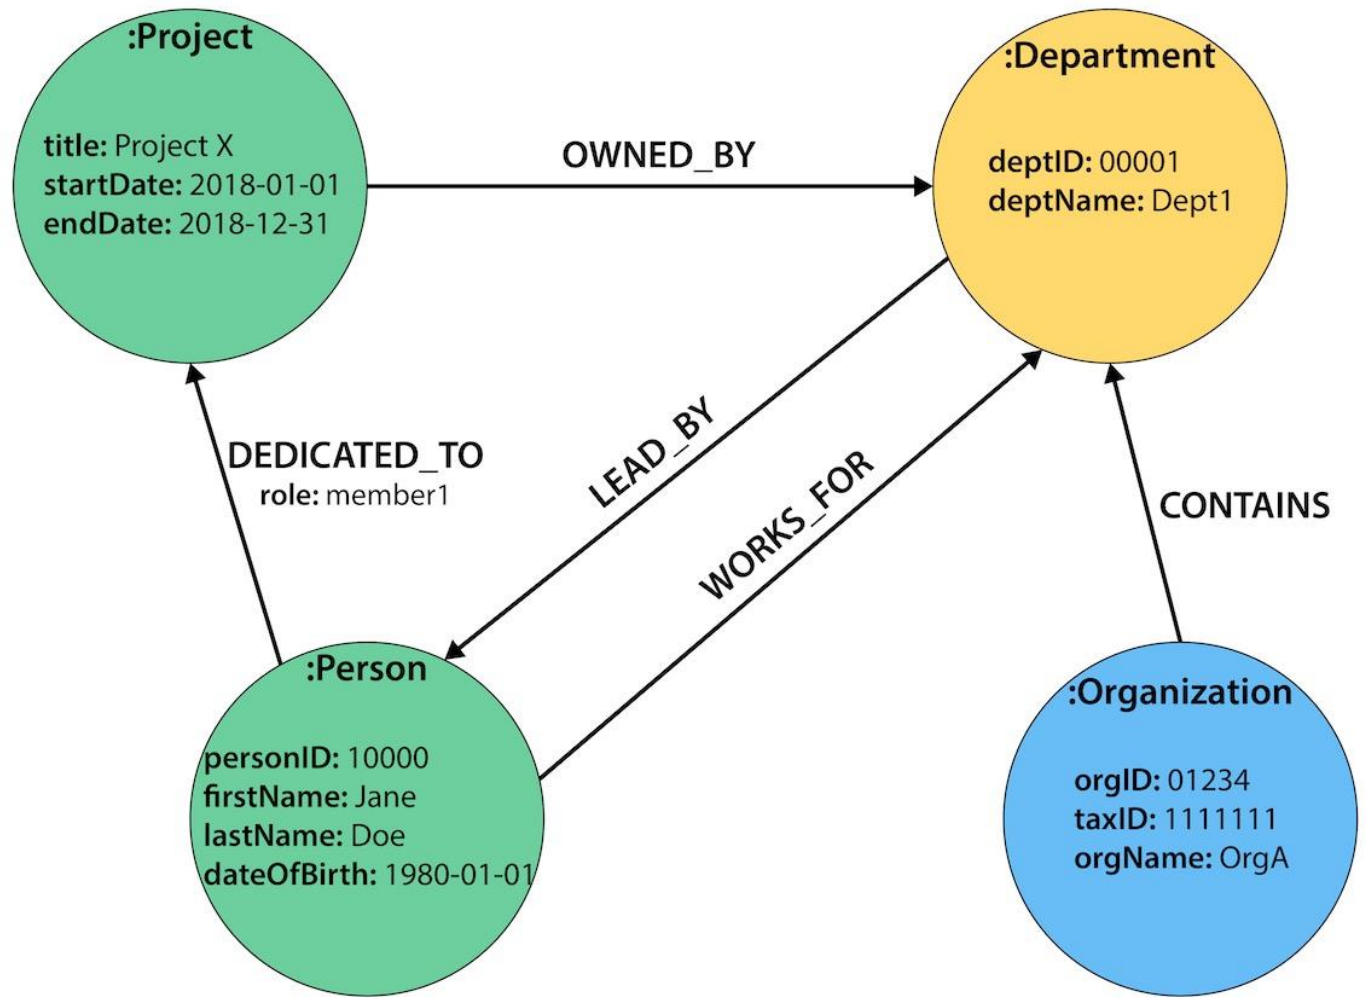 :Project
title: Project X
startDate: 2018-01-01
endDate: 2018-12-31
OWNED_BY
:Department
deptID: 00001
deptName: Dept1
DEDICATED_TO
role: member1
LEAD_BY
WORKS_FOR
CONTAINS
:Person
personID: 10000
firstName: Jane
lastName: Doe
dateOfBirth: 1980-01-01
:Organization
orgID: 01234
taxID: 1111111
orgName: OrgA